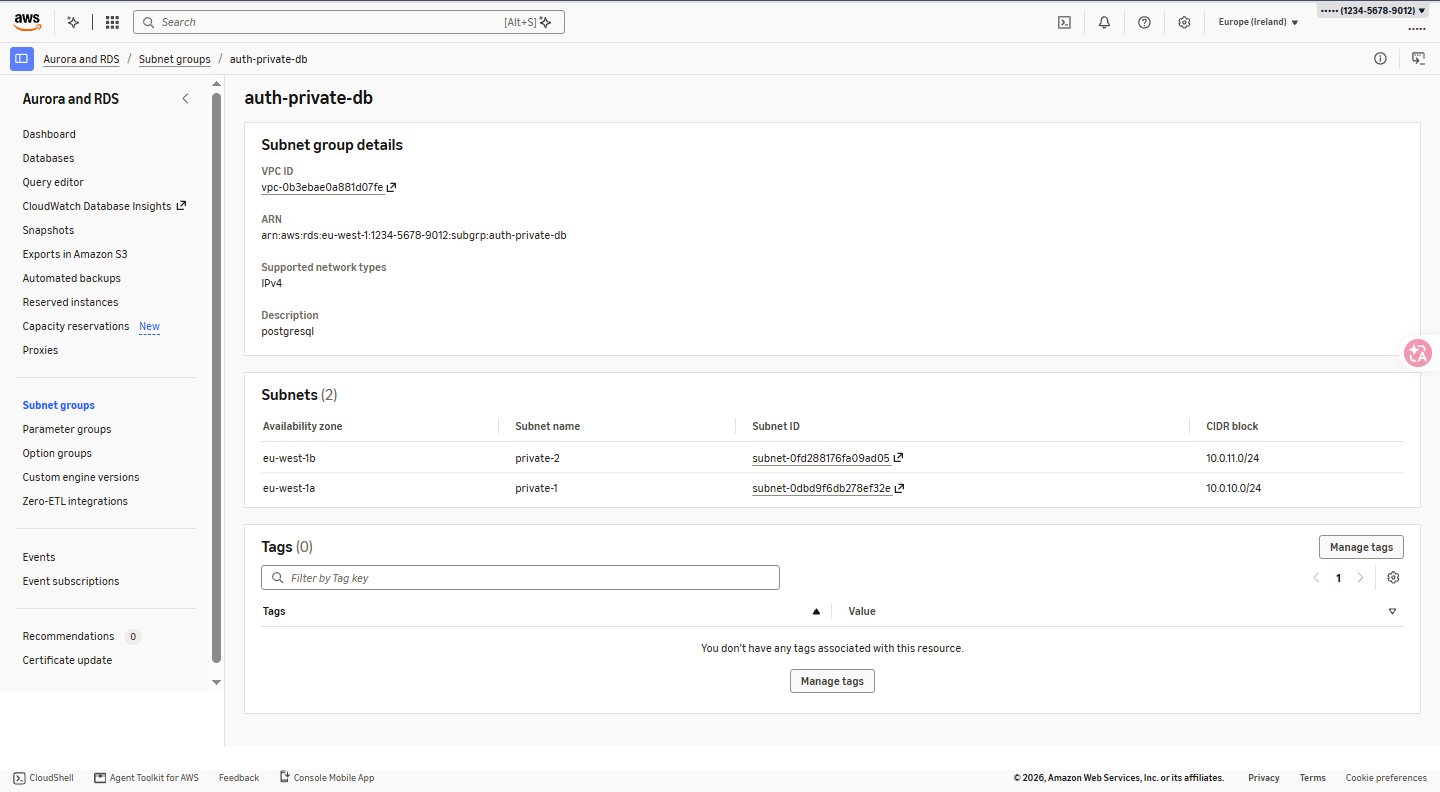 aws
Search [Alt+S]
Europe (Ireland)
••••• (1234-5678-9012)
•••••
Aurora and RDS / Subnet groups / auth-private-db
Aurora and RDS
Dashboard
Databases
Query editor
CloudWatch Database Insights
Snapshots
Exports in Amazon S3
Automated backups
Reserved instances
Capacity reservations New
Proxies
Subnet groups
Parameter groups
Option groups
Custom engine versions
Zero-ETL integrations
Events
Event subscriptions
Recommendations 0
Certificate update
auth-private-db
Subnet group details
VPC ID
vpc-0b3ebae0a881d07fe
ARN
arn:aws:rds:eu-west-1:1234-5678-9012:subgrp:auth-private-db
Supported network types
IPv4
Description
postgresql
Subnets (2)
Availability zone Subnet name Subnet ID CIDR block
eu-west-1b private-2 subnet-0fd288176fa09ad05 10.0.11.0/24
eu-west-1a private-1 subnet-0dbd9f6db278ef32e 10.0.10.0/24
Tags (0)
Manage tags
Filter by Tag key
1
Tags Value
You don't have any tags associated with this resource.
Manage tags
CloudShell Agent Toolkit for AWS Feedback Console Mobile App © 2026, Amazon Web Services, Inc. or its affiliates. Privacy Terms Cookie preferences